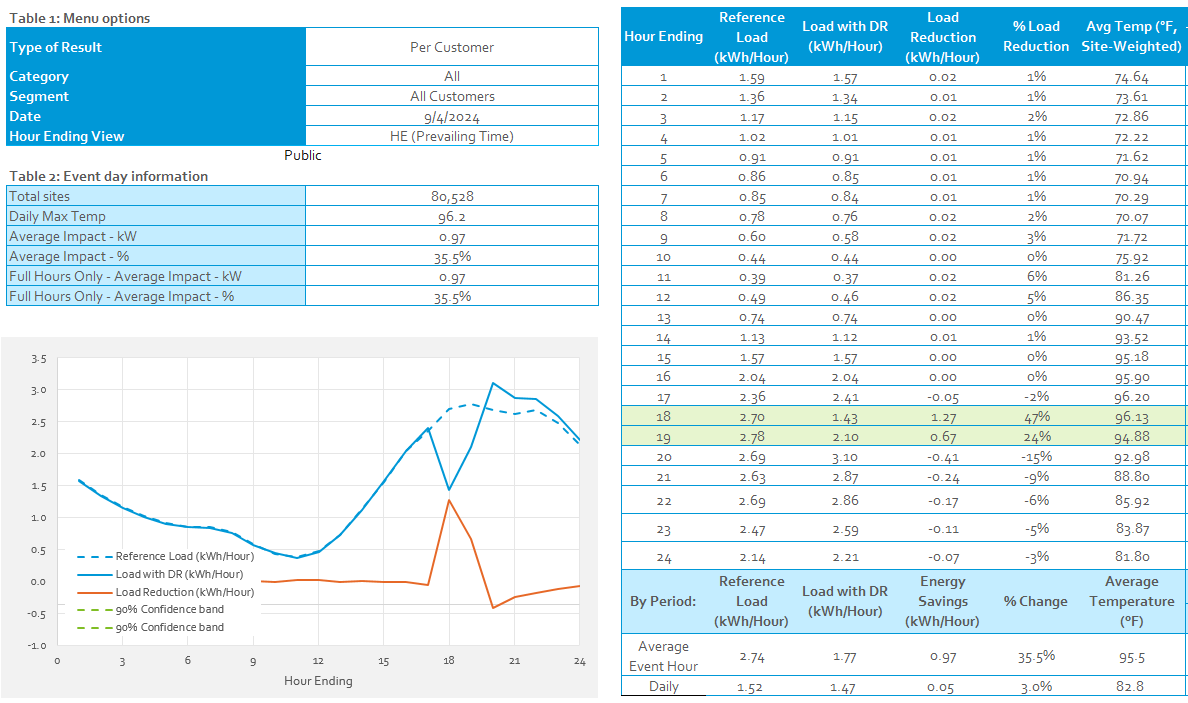 Table 1: Menu options
Type of Result Per Customer
Category All
Segment All Customers
Date 9/4/2024
Hour Ending View HE (Prevailing Time)
Public
Table 2: Event day information
Total sites 80,528
Daily Max Temp 96.2
Average Impact - kW 0.97
Average Impact - % 35.5%
Full Hours Only - Average Impact - kW 0.97
Full Hours Only - Average Impact - % 35.5%
3.5
3.0
2.5
2.0
1.5
1.0
0.5
0.0
-0.5
-1.0
Reference Load (kWh/Hour)
Load with DR (kWh/Hour)
Load Reduction (kWh/Hour)
90% Confidence band
90% Confidence band
0 3 6 9 12 15 18 21 24
Hour Ending
Hour Ending Reference Load (kWh/Hour) Load with DR (kWh/Hour) Load Reduction (kWh/Hour) % Load Reduction Avg Temp (°F, Site-Weighted)
1 1.59 1.57 0.02 1% 74.64
2 1.36 1.34 0.01 1% 73.61
3 1.17 1.15 0.02 2% 72.86
4 1.02 1.01 0.01 1% 72.22
5 0.91 0.91 0.01 1% 71.62
6 0.86 0.85 0.01 1% 70.94
7 0.85 0.84 0.01 1% 70.29
8 0.78 0.76 0.02 2% 70.07
9 0.60 0.58 0.02 3% 71.72
10 0.44 0.44 0.00 0% 75.92
11 0.39 0.37 0.02 6% 81.26
12 0.49 0.46 0.02 5% 86.35
13 0.74 0.74 0.00 0% 90.47
14 1.13 1.12 0.01 1% 93.52
15 1.57 1.57 0.00 0% 95.18
16 2.04 2.04 0.00 0% 95.90
17 2.36 2.41 -0.05 -2% 96.20
18 2.70 1.43 1.27 47% 96.13
19 2.78 2.10 0.67 24% 94.88
20 2.69 3.10 -0.41 -15% 92.98
21 2.63 2.87 -0.24 -9% 88.80
22 2.69 2.86 -0.17 -6% 85.92
23 2.47 2.59 -0.11 -5% 83.87
24 2.14 2.21 -0.07 -3% 81.80
By Period: Reference Load (kWh/Hour) Load with DR (kWh/Hour) Energy Savings (kWh/Hour) % Change Average Temperature (°F)
Average Event Hour 2.74 1.77 0.97 35.5% 95.5
Daily 1.52 1.47 0.05 3.0% 82.8